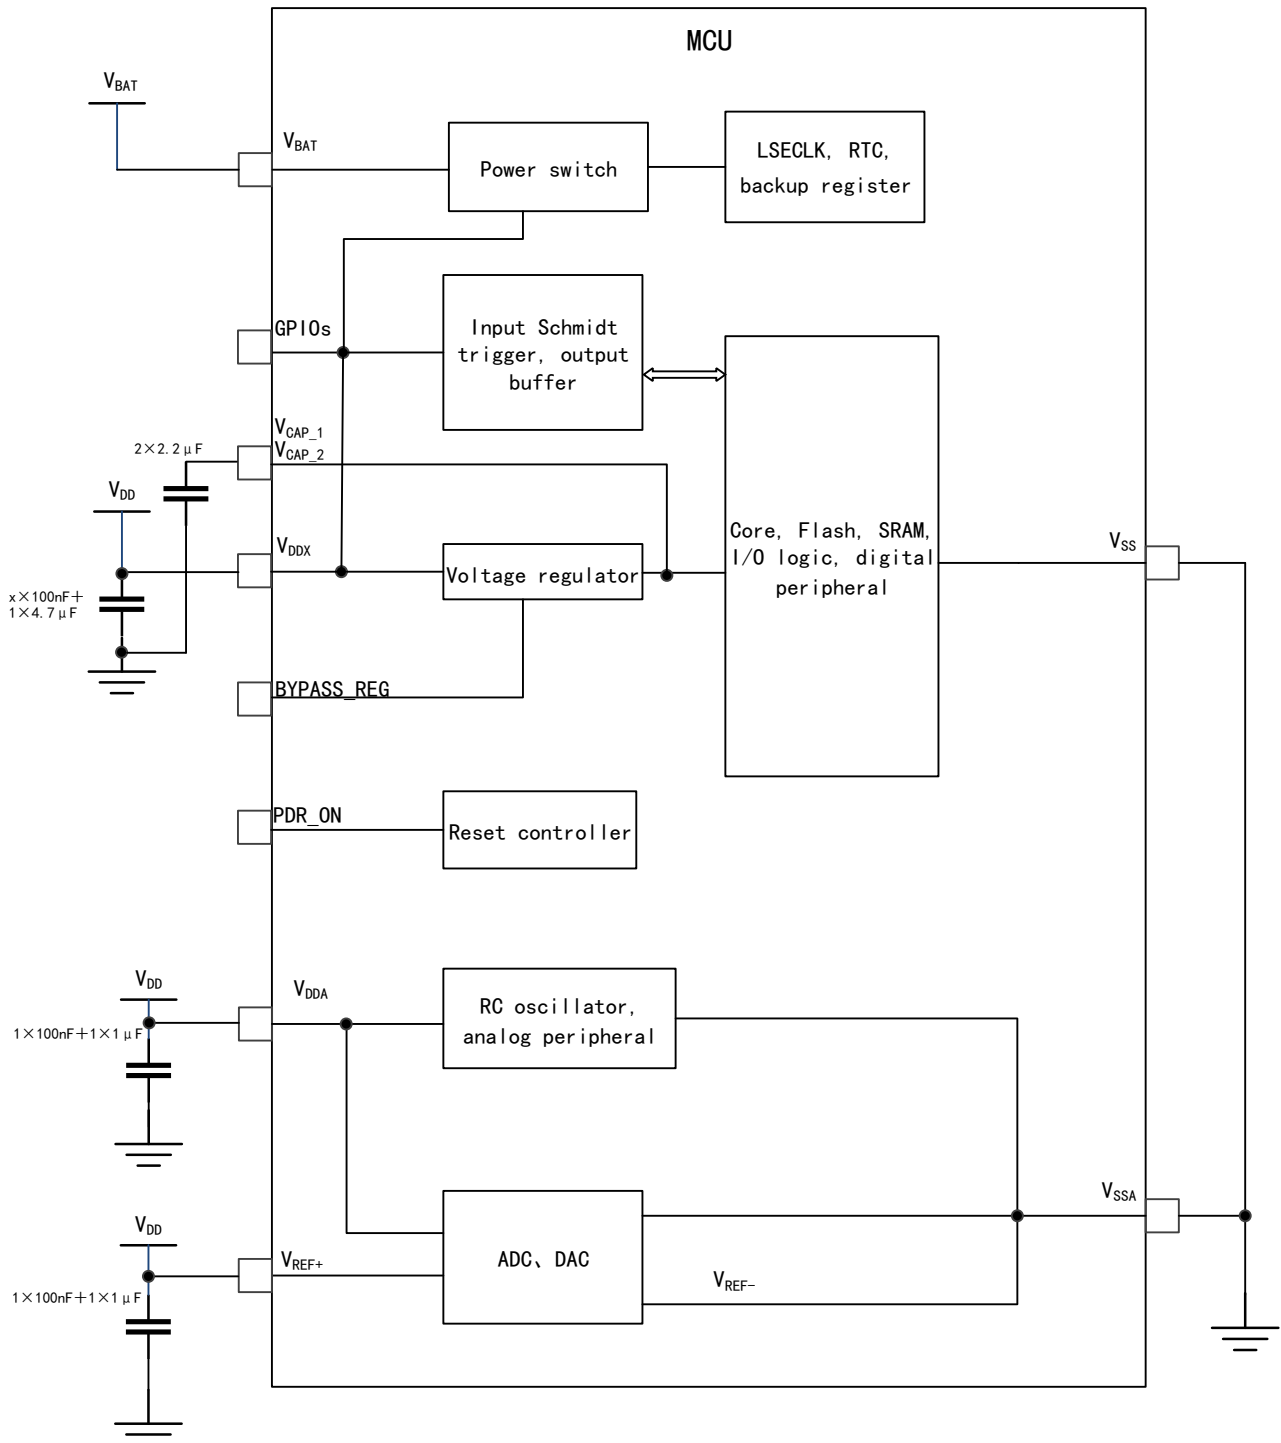 MCU
VBAT
VBAT
Power switch
LSECLK, RTC,
backup register
GPIOs
Input Schmidt
trigger, output
buffer
VCAP_1
VCAP_2
2×2.2μF
VDD
VDDX
Voltage regulator
Core, Flash, SRAM,
I/O logic, digital
peripheral
VSS
x×100nF+
1×4.7μF
BYPASS_REG
PDR_ON
Reset controller
VDD
VDDA
1×100nF+1×1μF
RC oscillator,
analog peripheral
VSSA
VDD
VREF+
ADC、DAC
VREF-
1×100nF+1×1μF